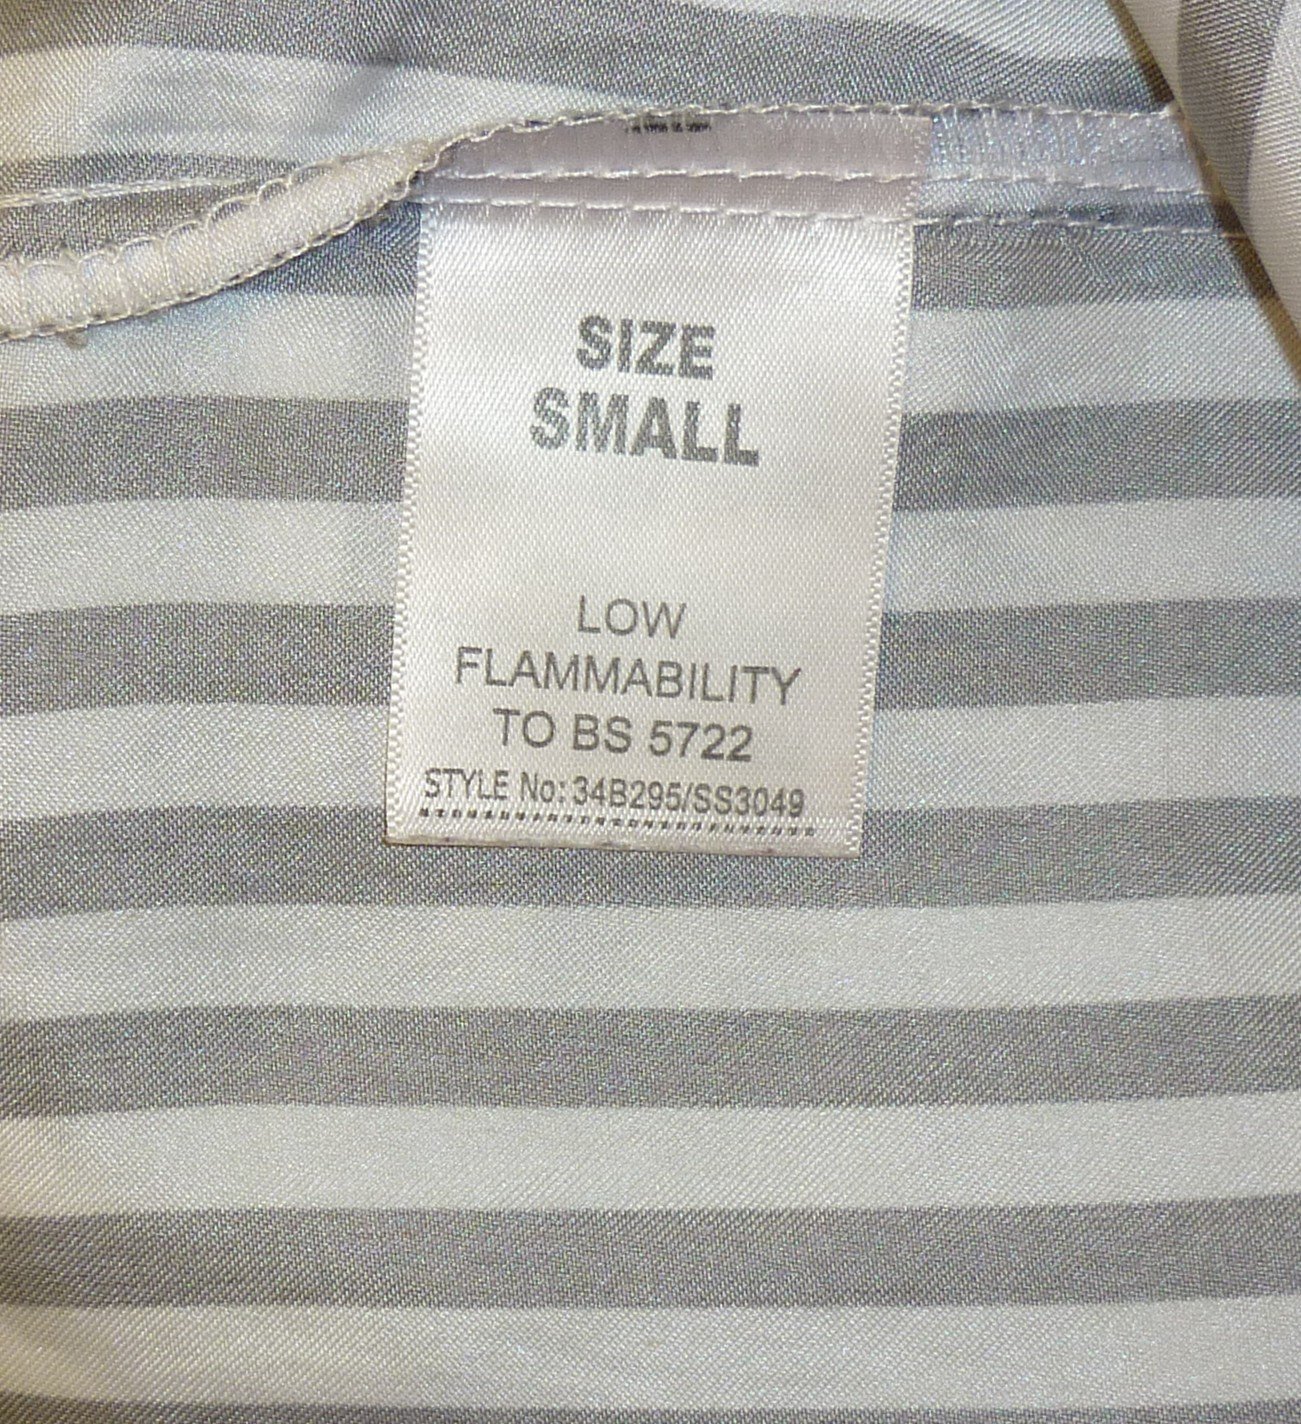 SIZE
SMALL
LOW
FLAMMABILITY
TO BS 5722
STYLE No: 34B295/SS3049